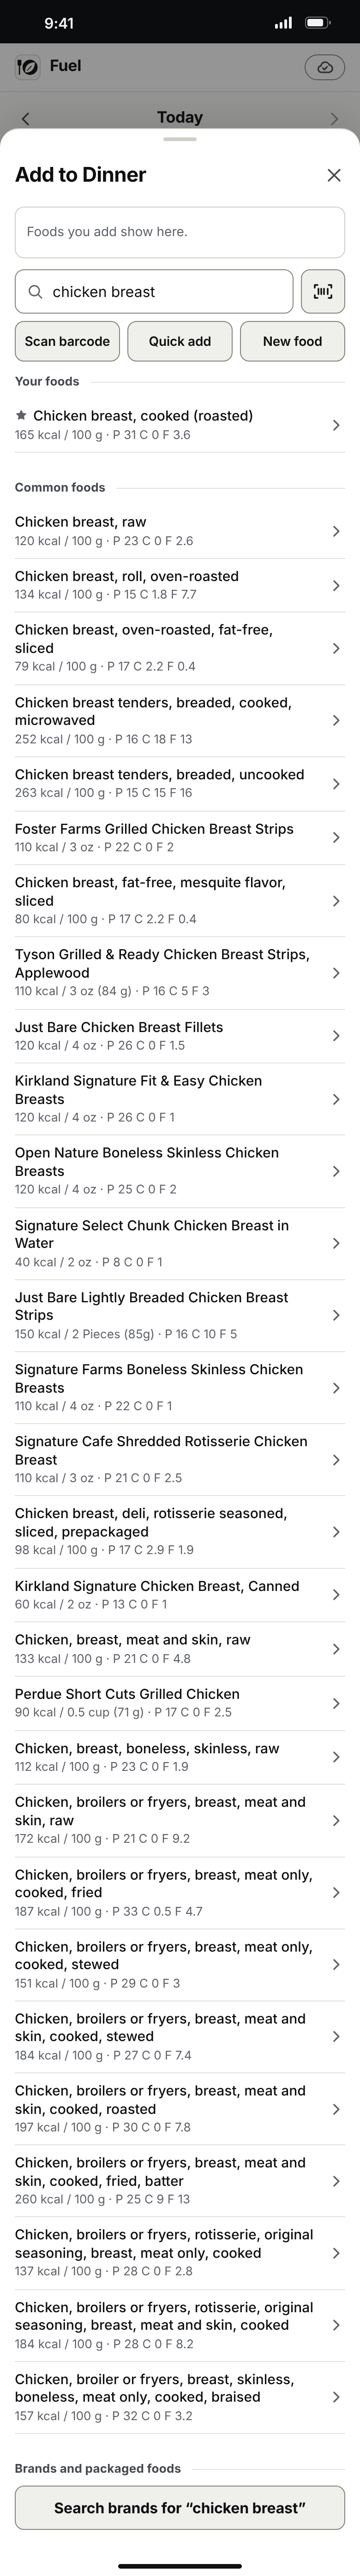 9:41
Fuel
Today
Add to Dinner
Foods you add show here.
chicken breast
Scan barcode
Quick add
New food
Your foods
Chicken breast, cooked (roasted)
165 kcal / 100 g · P 31 C 0 F 3.6
Common foods
Chicken breast, raw
120 kcal / 100 g · P 23 C 0 F 2.6
Chicken breast, roll, oven-roasted
134 kcal / 100 g · P 15 C 1.8 F 7.7
Chicken breast, oven-roasted, fat-free,
sliced
79 kcal / 100 g · P 17 C 2.2 F 0.4
Chicken breast tenders, breaded, cooked,
microwaved
252 kcal / 100 g · P 16 C 18 F 13
Chicken breast tenders, breaded, uncooked
263 kcal / 100 g · P 15 C 15 F 16
Foster Farms Grilled Chicken Breast Strips
110 kcal / 3 oz · P 22 C 0 F 2
Chicken breast, fat-free, mesquite flavor,
sliced
80 kcal / 100 g · P 17 C 2.2 F 0.4
Tyson Grilled & Ready Chicken Breast Strips,
Applewood
110 kcal / 3 oz (84 g) · P 16 C 5 F 3
Just Bare Chicken Breast Fillets
120 kcal / 4 oz · P 26 C 0 F 1.5
Kirkland Signature Fit & Easy Chicken
Breasts
120 kcal / 4 oz · P 26 C 0 F 1
Open Nature Boneless Skinless Chicken
Breasts
120 kcal / 4 oz · P 25 C 0 F 2
Signature Select Chunk Chicken Breast in
Water
40 kcal / 2 oz · P 8 C 0 F 1
Just Bare Lightly Breaded Chicken Breast
Strips
150 kcal / 2 Pieces (85g) · P 16 C 10 F 5
Signature Farms Boneless Skinless Chicken
Breasts
110 kcal / 4 oz · P 22 C 0 F 1
Signature Cafe Shredded Rotisserie Chicken
Breast
110 kcal / 3 oz · P 21 C 0 F 2.5
Chicken breast, deli, rotisserie seasoned,
sliced, prepackaged
98 kcal / 100 g · P 17 C 2.9 F 1.9
Kirkland Signature Chicken Breast, Canned
60 kcal / 2 oz · P 13 C 0 F 1
Chicken, breast, meat and skin, raw
133 kcal / 100 g · P 21 C 0 F 4.8
Perdue Short Cuts Grilled Chicken
90 kcal / 0.5 cup (71 g) · P 17 C 0 F 2.5
Chicken, breast, boneless, skinless, raw
112 kcal / 100 g · P 23 C 0 F 1.9
Chicken, broilers or fryers, breast, meat and
skin, raw
172 kcal / 100 g · P 21 C 0 F 9.2
Chicken, broilers or fryers, breast, meat only,
cooked, fried
187 kcal / 100 g · P 33 C 0.5 F 4.7
Chicken, broilers or fryers, breast, meat only,
cooked, stewed
151 kcal / 100 g · P 29 C 0 F 3
Chicken, broilers or fryers, breast, meat and
skin, cooked, stewed
184 kcal / 100 g · P 27 C 0 F 7.4
Chicken, broilers or fryers, breast, meat and
skin, cooked, roasted
197 kcal / 100 g · P 30 C 0 F 7.8
Chicken, broilers or fryers, breast, meat and
skin, cooked, fried, batter
260 kcal / 100 g · P 25 C 9 F 13
Chicken, broilers or fryers, rotisserie, original
seasoning, breast, meat only, cooked
137 kcal / 100 g · P 28 C 0 F 2.8
Chicken, broilers or fryers, rotisserie, original
seasoning, breast, meat and skin, cooked
184 kcal / 100 g · P 28 C 0 F 8.2
Chicken, broiler or fryers, breast, skinless,
boneless, meat only, cooked, braised
157 kcal / 100 g · P 32 C 0 F 3.2
Brands and packaged foods
Search brands for “chicken breast”